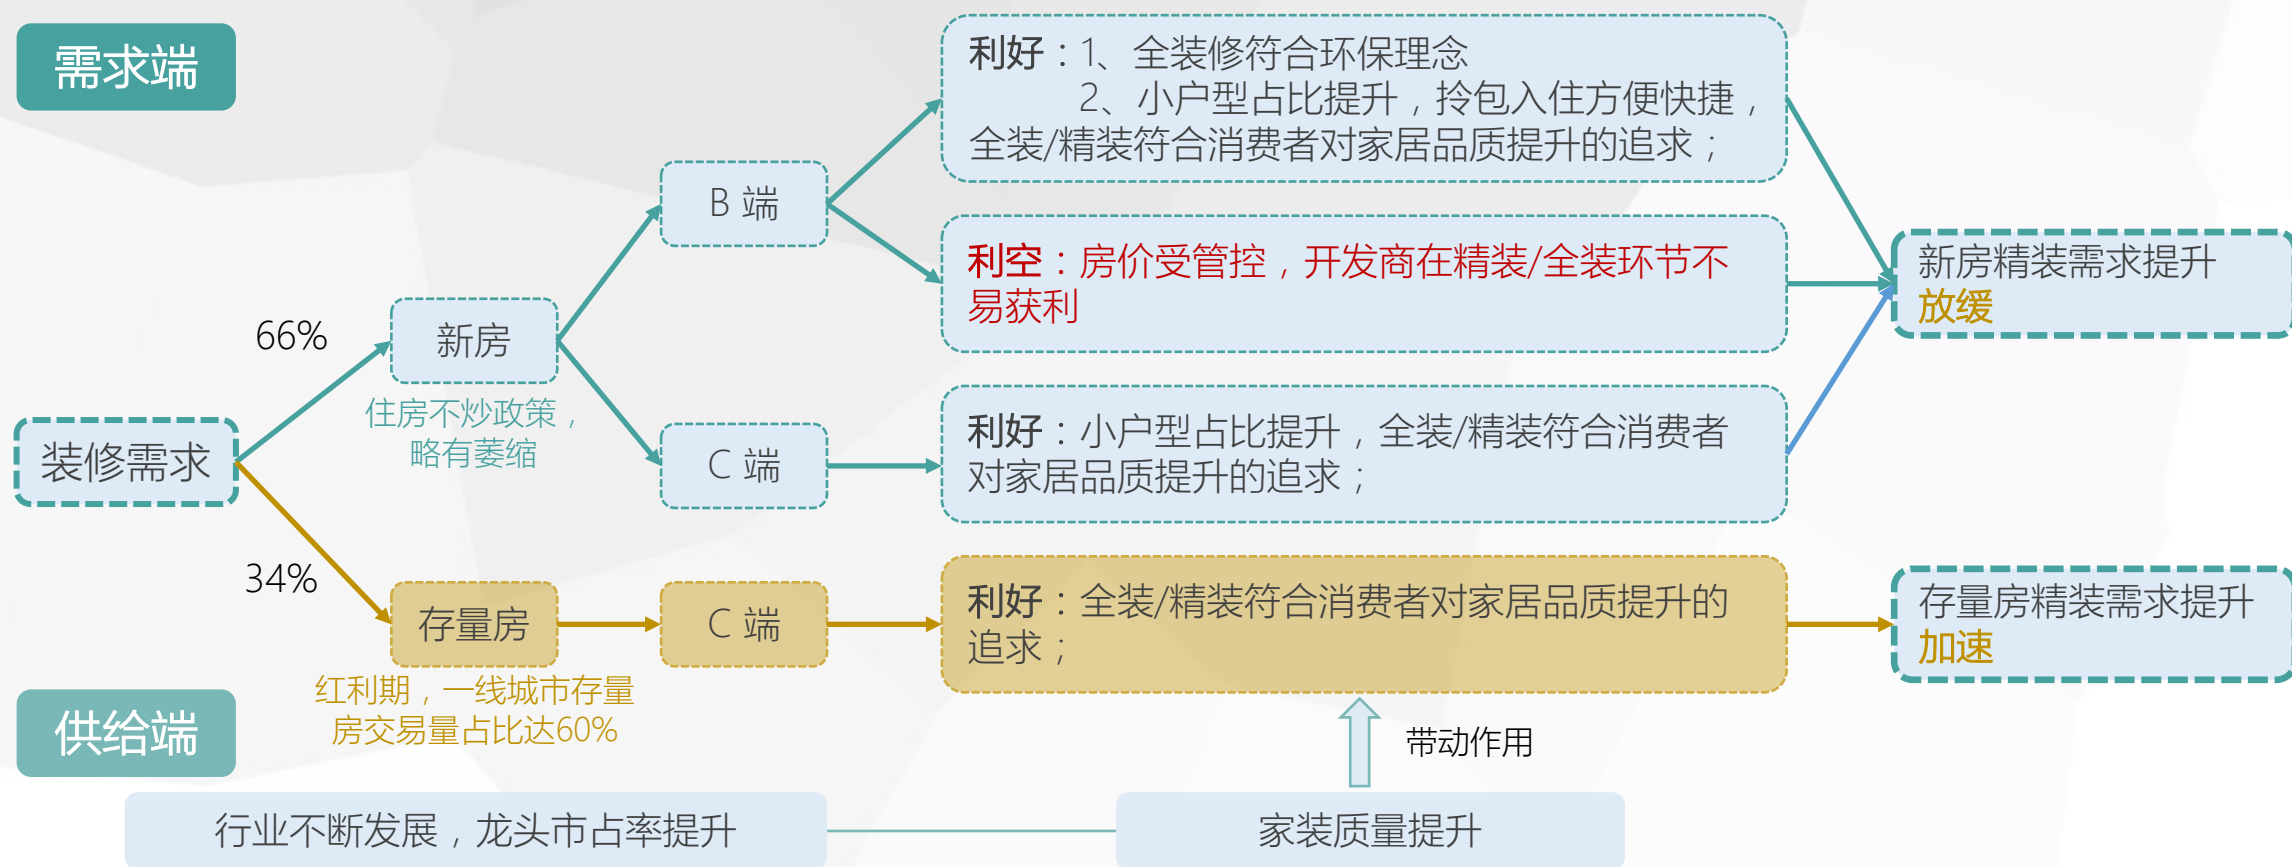 需求端
利好：1、全装修符合环保理念
2、小户型占比提升，拎包入住方便快捷，
全装/精装符合消费者对家居品质提升的追求；
B 端
利空：房价受管控，开发商在精装/全装环节不
易获利
新房精装需求提升
放缓
66%
新房
住房不炒政策，
略有萎缩
装修需求
C 端
利好：小户型占比提升，全装/精装符合消费者
对家居品质提升的追求；
34%
存量房
C 端
利好：全装/精装符合消费者对家居品质提升的
追求；
存量房精装需求提升
加速
红利期，一线城市存量
房交易量占比达60%
供给端
带动作用
行业不断发展，龙头市占率提升
家装质量提升